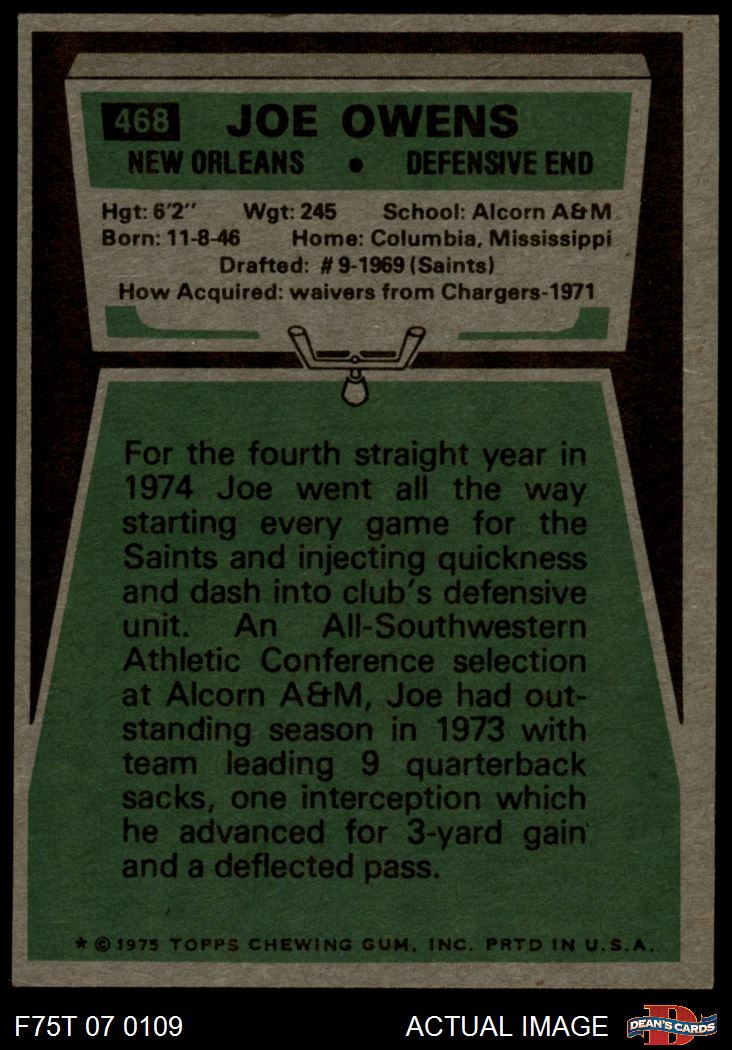 468 JOE OWENS
NEW ORLEANS • DEFENSIVE END
Hgt: 6'2" Wgt: 245 School: Alcorn A&M
Born: 11-8-46 Home: Columbia, Mississippi
Drafted: #9-1969 (Saints)
How Acquired: waivers from Chargers-1971
For the fourth straight year in
1974 Joe went all the way
starting every game for the
Saints and injecting quickness
and dash into club's defensive
unit. An All-Southwestern
Athletic Conference selection
at Alcorn A&M, Joe had out-
standing season in 1973 with
team leading 9 quarterback
sacks, one interception which
he advanced for 3-yard gain
and a deflected pass.
* © 1975 TOPPS CHEWING GUM, INC. PRTD IN U.S.A.
F75T 07 0109 ACTUAL IMAGE D DEAN'S CARDS